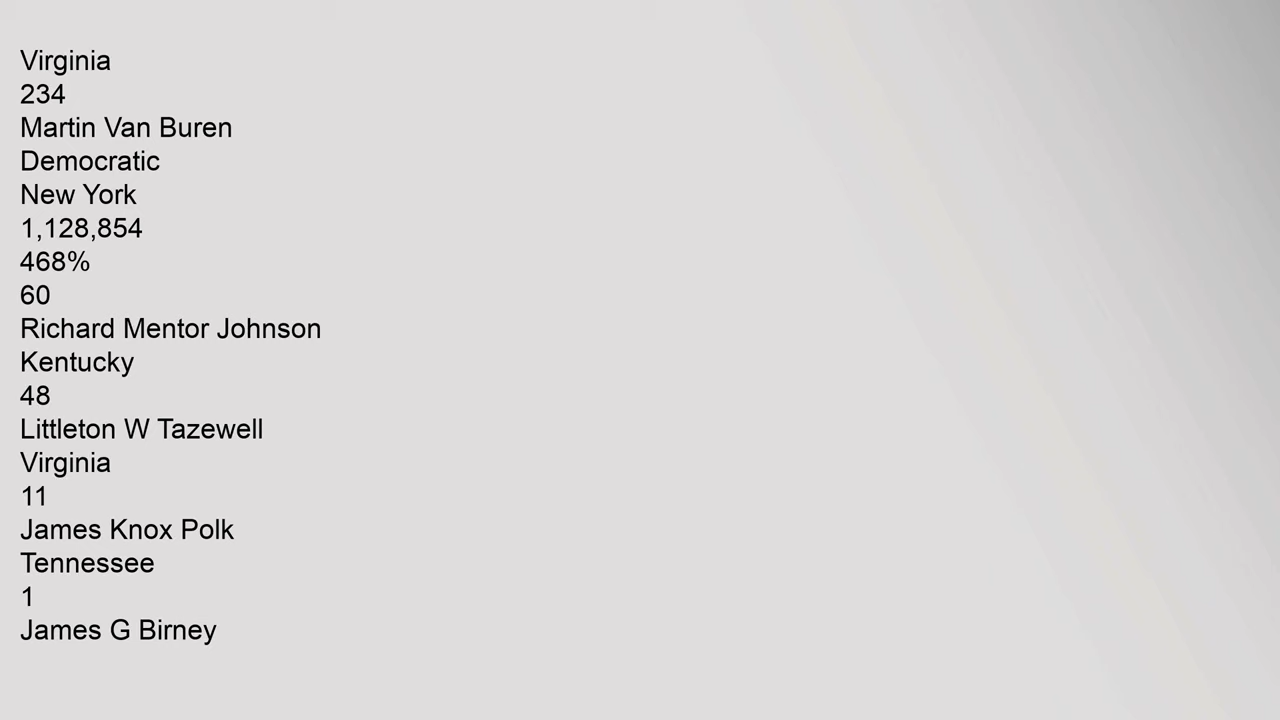 Virginia
234
Martin Van Buren
Democratic
New York
1,128,854
468%
60
Richard Mentor Johnson
Kentucky
48
Littleton W Tazewell
Virginia
11
James Knox Polk
Tennessee
1
James G Birney